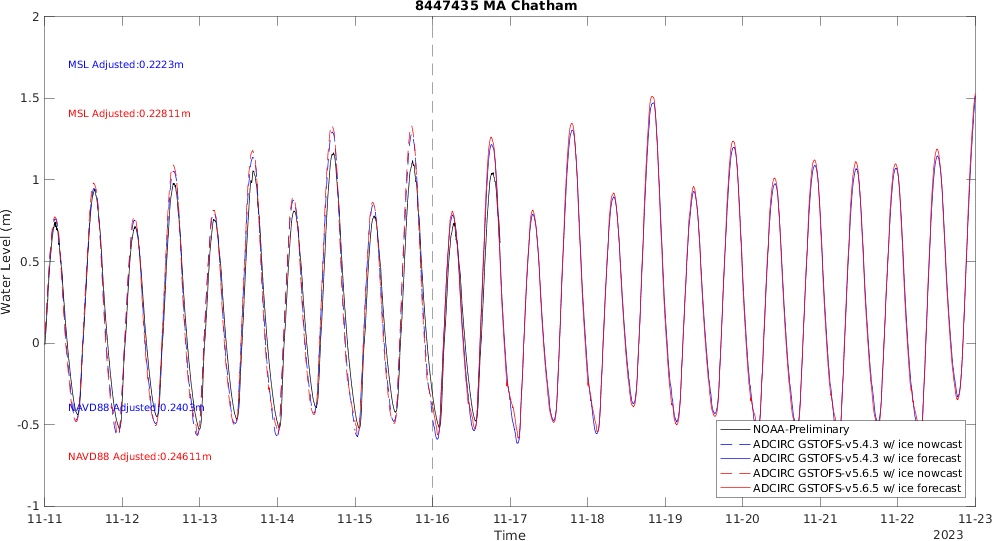 8447435 MA Chatham
2
MSL Adjusted:0.2223m
1.5
MSL Adjusted:0.22811m
1
0.5
Water Level (m)
0
NAVD88 Adjusted:0.2403m
-0.5
NAVD88 Adjusted:0.24611m
NOAA-Preliminary
ADCIRC GSTOFS-v5.4.3 w/ ice nowcast
ADCIRC GSTOFS-v5.4.3 w/ ice forecast
ADCIRC GSTOFS-v5.6.5 w/ ice nowcast
ADCIRC GSTOFS-v5.6.5 w/ ice forecast
-1
11-11 11-12 11-13 11-14 11-15 11-16 11-17 11-18 11-19 11-20 11-21 11-22 11-23
Time
2023